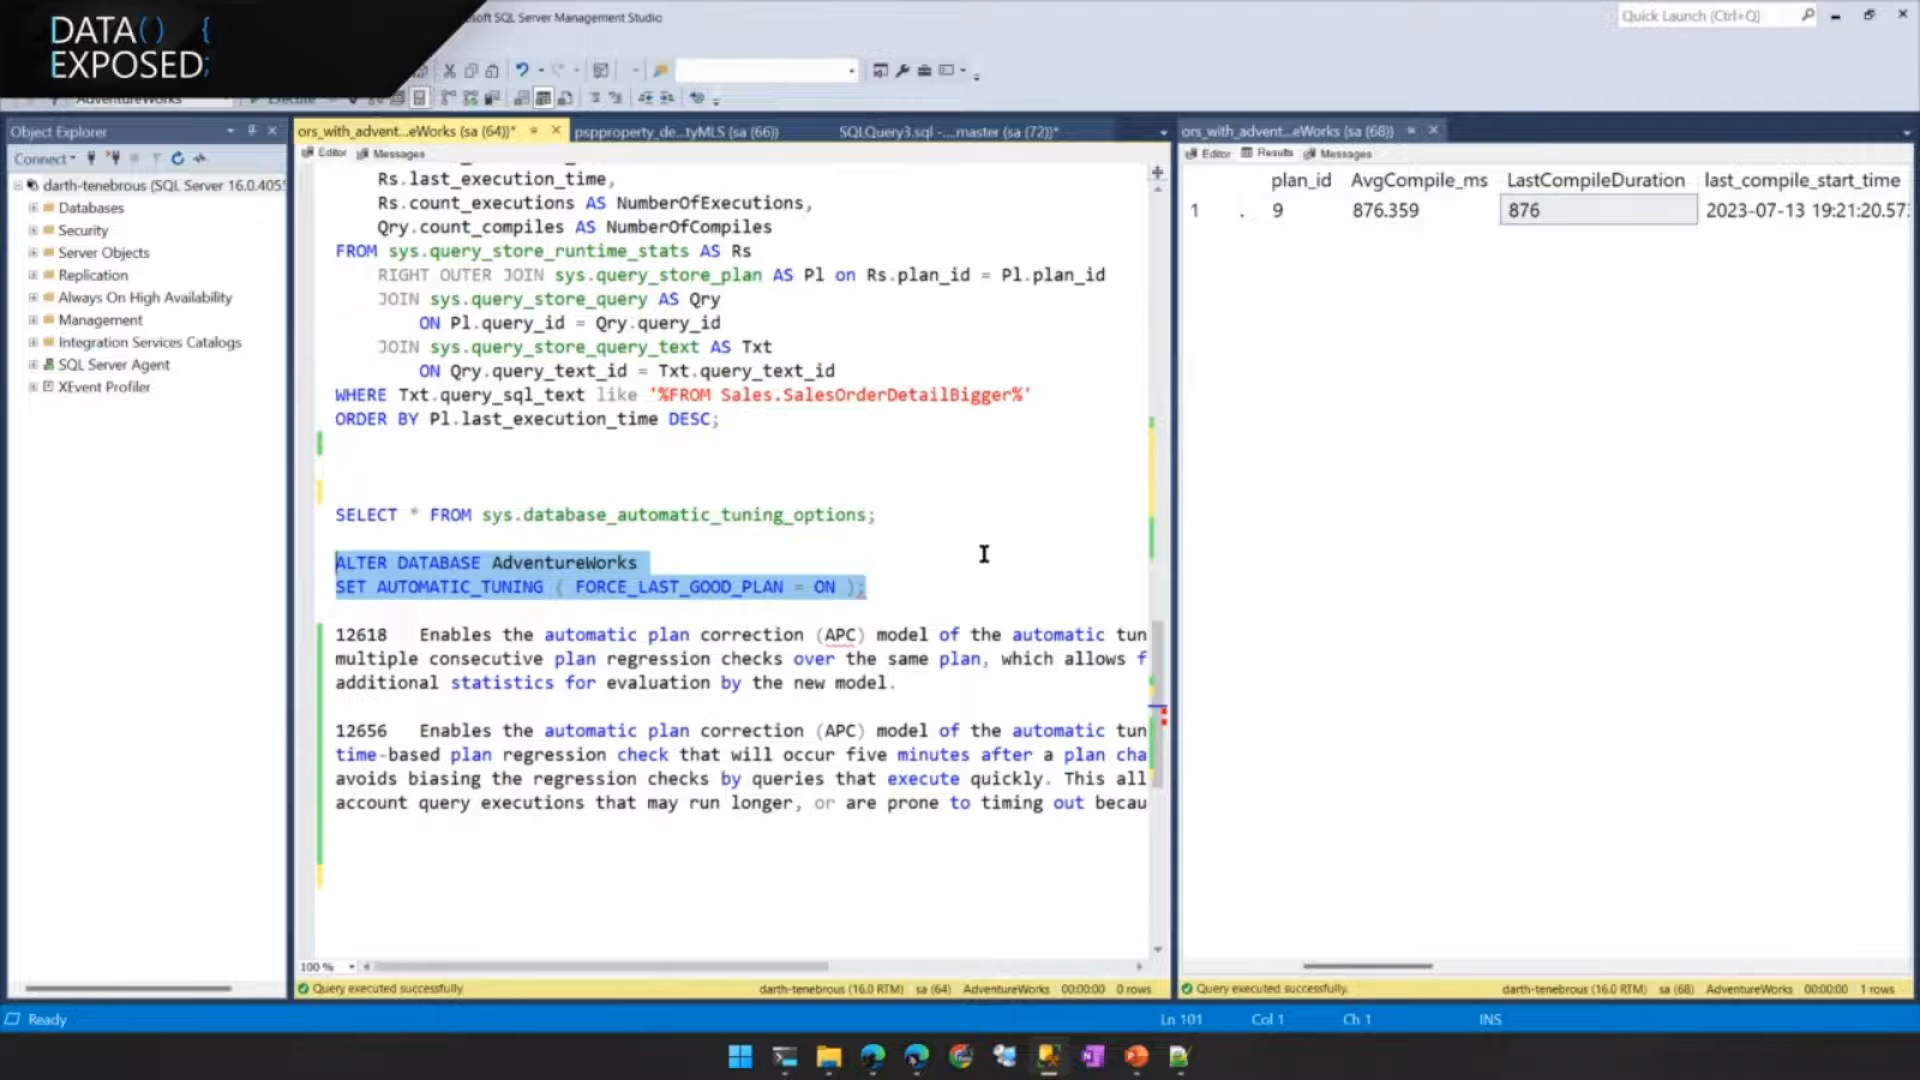 DATA() {
EXPOSED;
oft SQL Server Management Studio
Quick Launch (Ctrl+Q)
AdventureWorks
Execute
Object Explorer
Connect
darth-tenebrous (SQL Server 16.0.405
Databases
Security
Server Objects
Replication
Always On High Availability
Management
Integration Services Catalogs
SQL Server Agent
XEvent Profiler
ors_with_advent...eWorks (sa (64))*
pspproperty_de...tyMLS (sa (66))
SQLQuery3.sql -....master (sa (72))*
Editor Messages
Rs.last_execution_time,
Rs.count_executions AS NumberOfExecutions,
Qry.count_compiles AS NumberOfCompiles
FROM sys.query_store_runtime_stats AS Rs
RIGHT OUTER JOIN sys.query_store_plan AS Pl on Rs.plan_id = Pl.plan_id
JOIN sys.query_store_query AS Qry
ON Pl.query_id = Qry.query_id
JOIN sys.query_store_query_text AS Txt
ON Qry.query_text_id = Txt.query_text_id
WHERE Txt.query_sql_text like '%FROM Sales.SalesOrderDetailBigger%'
ORDER BY Pl.last_execution_time DESC;
SELECT * FROM sys.database_automatic_tuning_options;
ALTER DATABASE AdventureWorks
SET AUTOMATIC_TUNING ( FORCE_LAST_GOOD_PLAN = ON );
12618 Enables the automatic plan correction (APC) model of the automatic tun
multiple consecutive plan regression checks over the same plan, which allows f
additional statistics for evaluation by the new model.
12656 Enables the automatic plan correction (APC) model of the automatic tun
time-based plan regression check that will occur five minutes after a plan cha
avoids biasing the regression checks by queries that execute quickly. This all
account query executions that may run longer, or are prone to timing out becau
100 %
Query executed successfully.
darth-tenebrous (16.0 RTM) sa (64) AdventureWorks 00:00:00 0 rows
ors_with_advent...eWorks (sa (68))
Editor Results Messages
plan_id AvgCompile_ms LastCompileDuration last_compile_start_time
1 . 9 876.359 876 2023-07-13 19:21:20.57
Query executed successfully.
darth-tenebrous (16.0 RTM) sa (68) AdventureWorks 00:00:00 1 rows
Ready
Ln 101 Col 1 Ch 1 INS